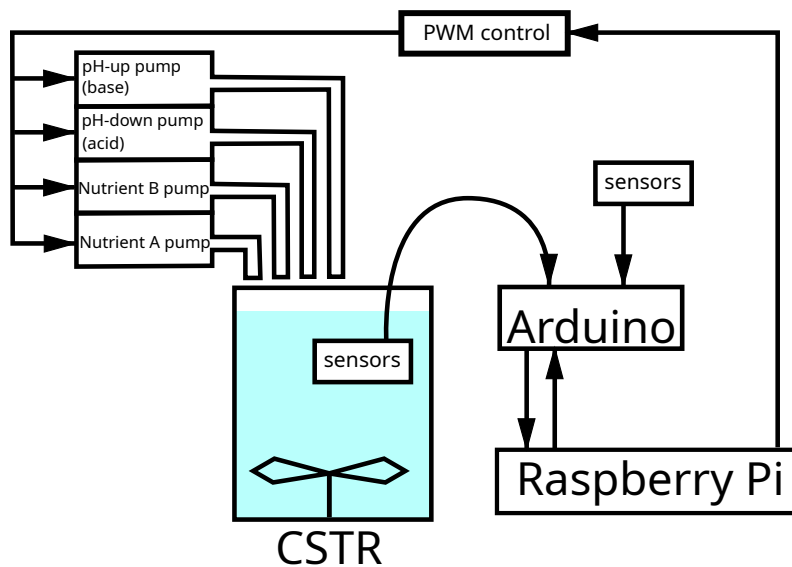 PWM control
pH-up pump
(base)
pH-down pump
(acid)
Nutrient B pump
Nutrient A pump
sensors
sensors
Arduino
Raspberry Pi
CSTR